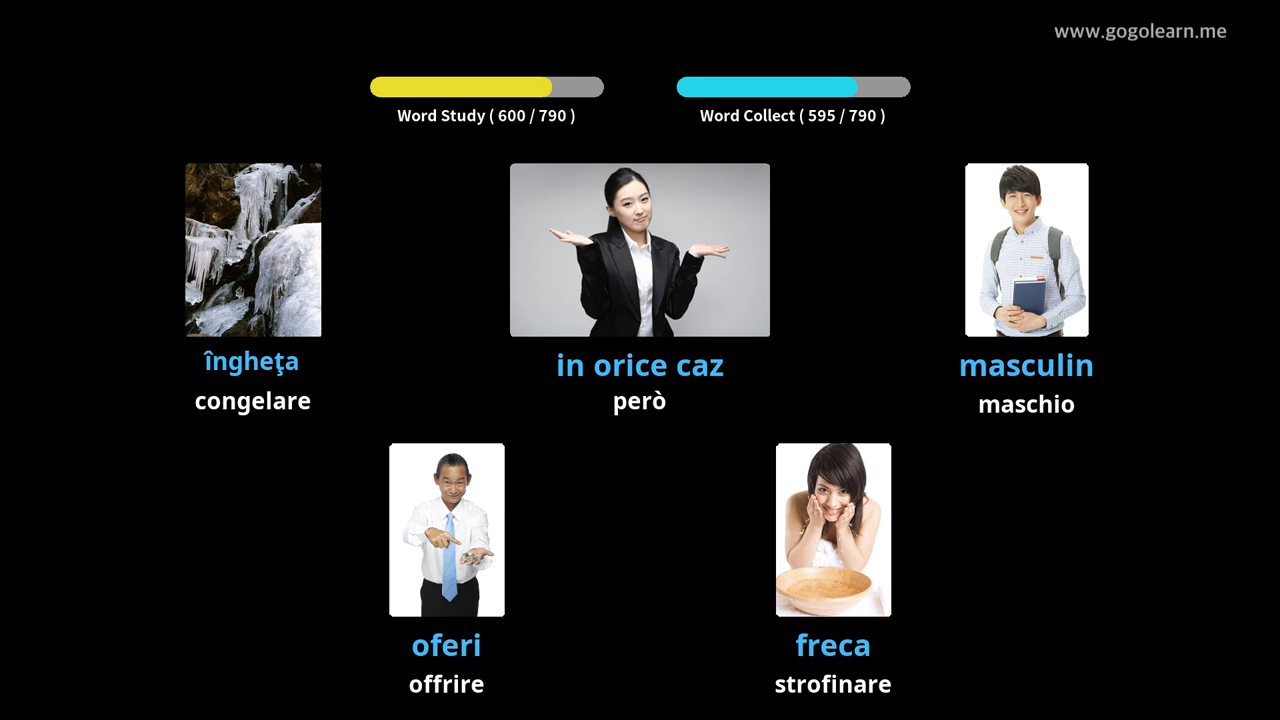 www.gogolearn.me
Word Study ( 600 / 790 )
Word Collect ( 595 / 790 )
îngheţa
congelare
in orice caz
però
masculin
maschio
oferi
offrire
freca
strofinare